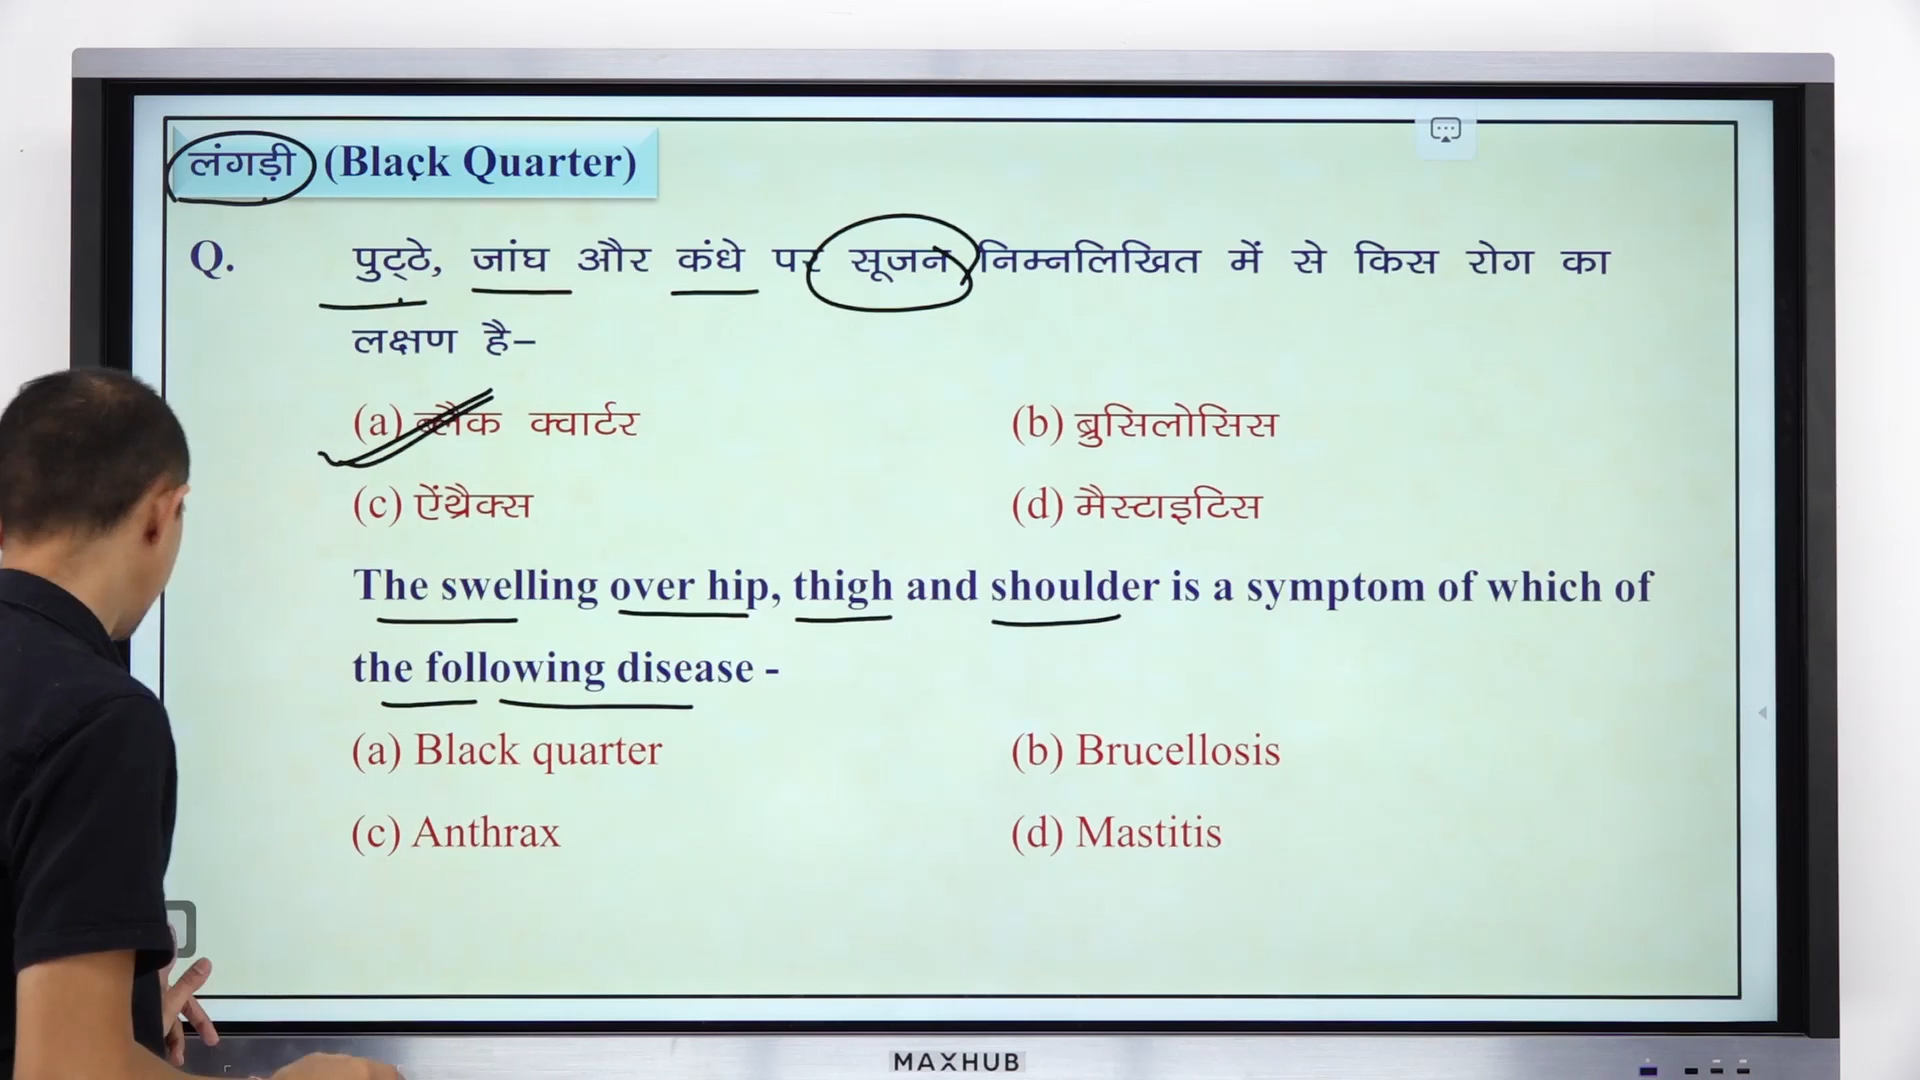 लंगड़ी (Black Quarter)
Q. पुट्ठे, जांघ और कंधे पर सूजन निम्नलिखित में से किस रोग का
लक्षण है–
(a) ब्लैक क्वार्टर (b) ब्रुसिलोसिस
(c) ऐंथ्रैक्स (d) मैस्टाइटिस
The swelling over hip, thigh and shoulder is a symptom of which of
the following disease -
(a) Black quarter (b) Brucellosis
(c) Anthrax (d) Mastitis
MAXHUB